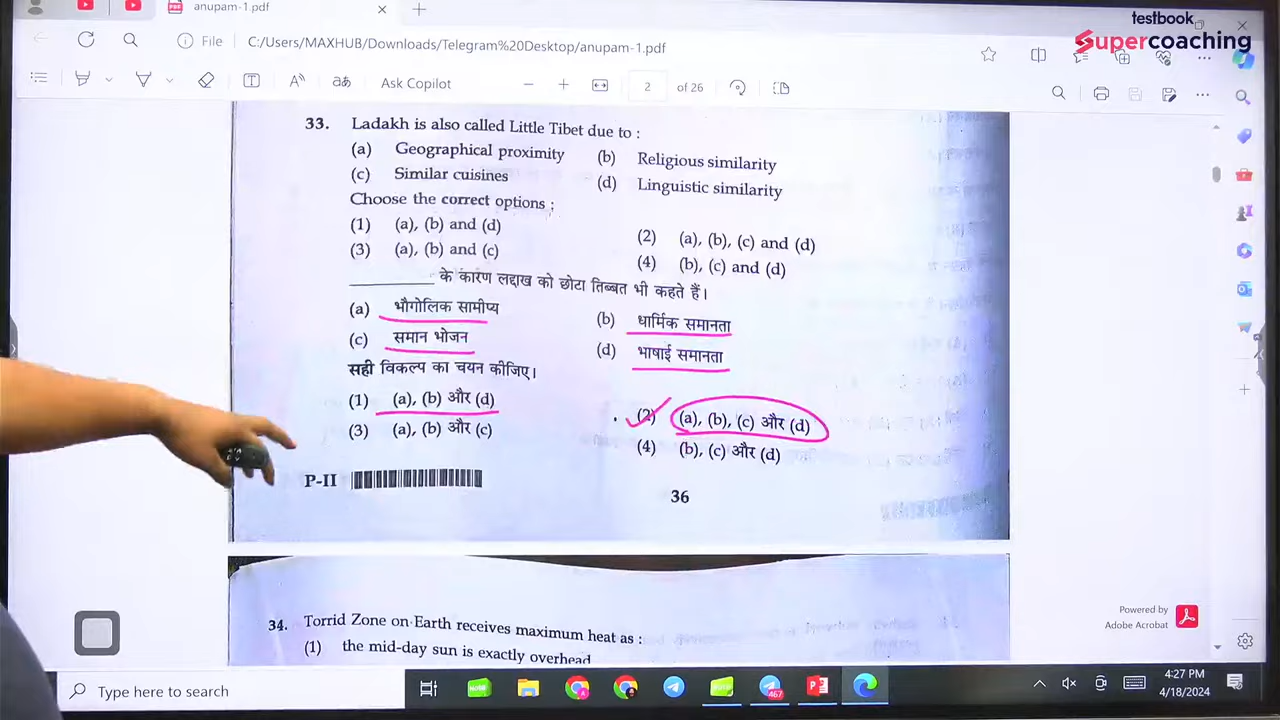 anupam-1.pdf
testbook
Supercoaching
File C:/Users/MAXHUB/Downloads/Telegram%20Desktop/anupam-1.pdf
Ask Copilot
2 of 26
33. Ladakh is also called Little Tibet due to :
(a) Geographical proximity (b) Religious similarity
(c) Similar cuisines (d) Linguistic similarity
Choose the correct options ;
(1) (a), (b) and (d) (2) (a), (b), (c) and (d)
(3) (a), (b) and (c) (4) (b), (c) and (d)
__________ के कारण लद्दाख को छोटा तिब्बत भी कहते हैं।
(a) भौगोलिक सामीप्य (b) धार्मिक समानता
(c) समान भोजन (d) भाषाई समानता
सही विकल्प का चयन कीजिए।
(1) (a), (b) और (d) (2) (a), (b), (c) और (d)
(3) (a), (b) और (c) (4) (b), (c) और (d)
P-II
36
34. Torrid Zone on Earth receives maximum heat as :
(1) the mid-day sun is exactly overhead
Powered by
Adobe Acrobat
Type here to search
467
4:27 PM
4/18/2024